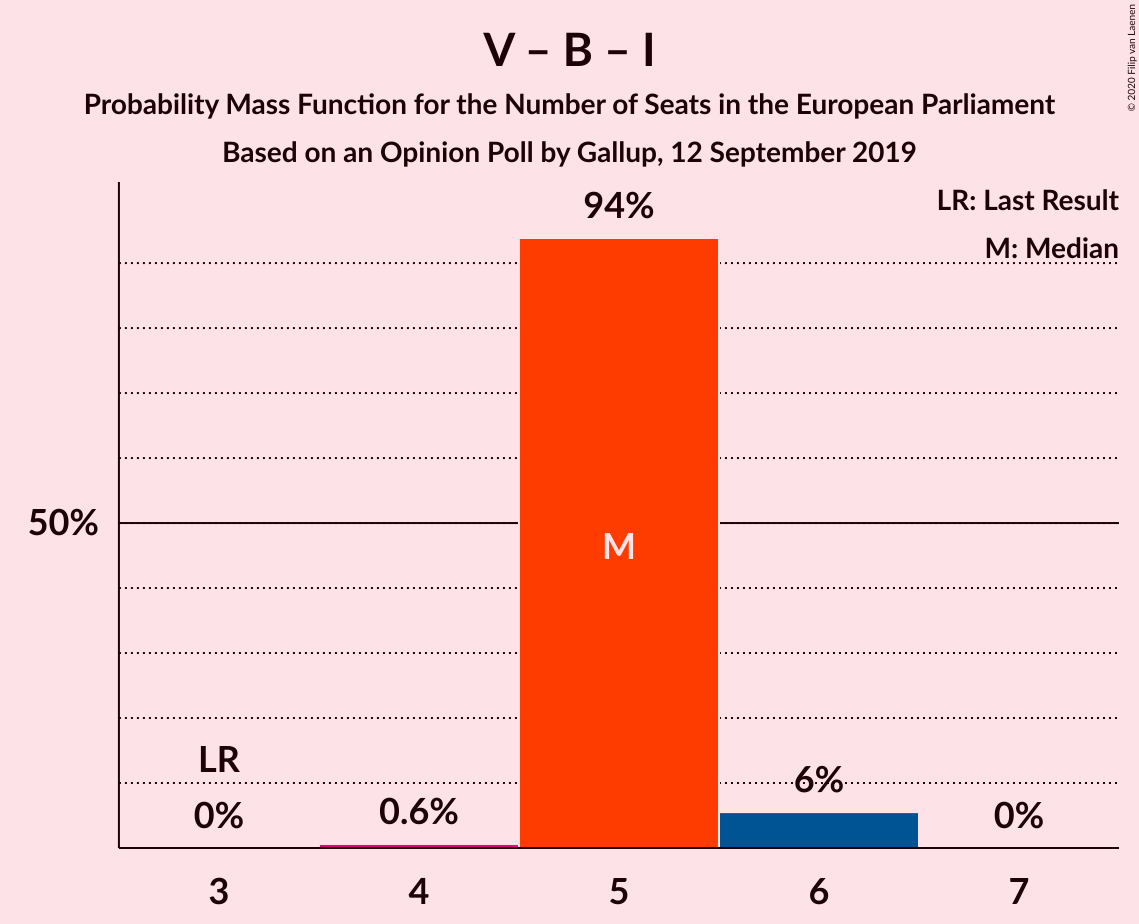 V – B – I
Probability Mass Function for the Number of Seats in the European Parliament
Based on an Opinion Poll by Gallup, 12 September 2019
© 2020 Filip van Laenen
LR: Last Result
M: Median
94%
50%
M
LR
0%
0.6%
6%
0%
3
4
5
6
7